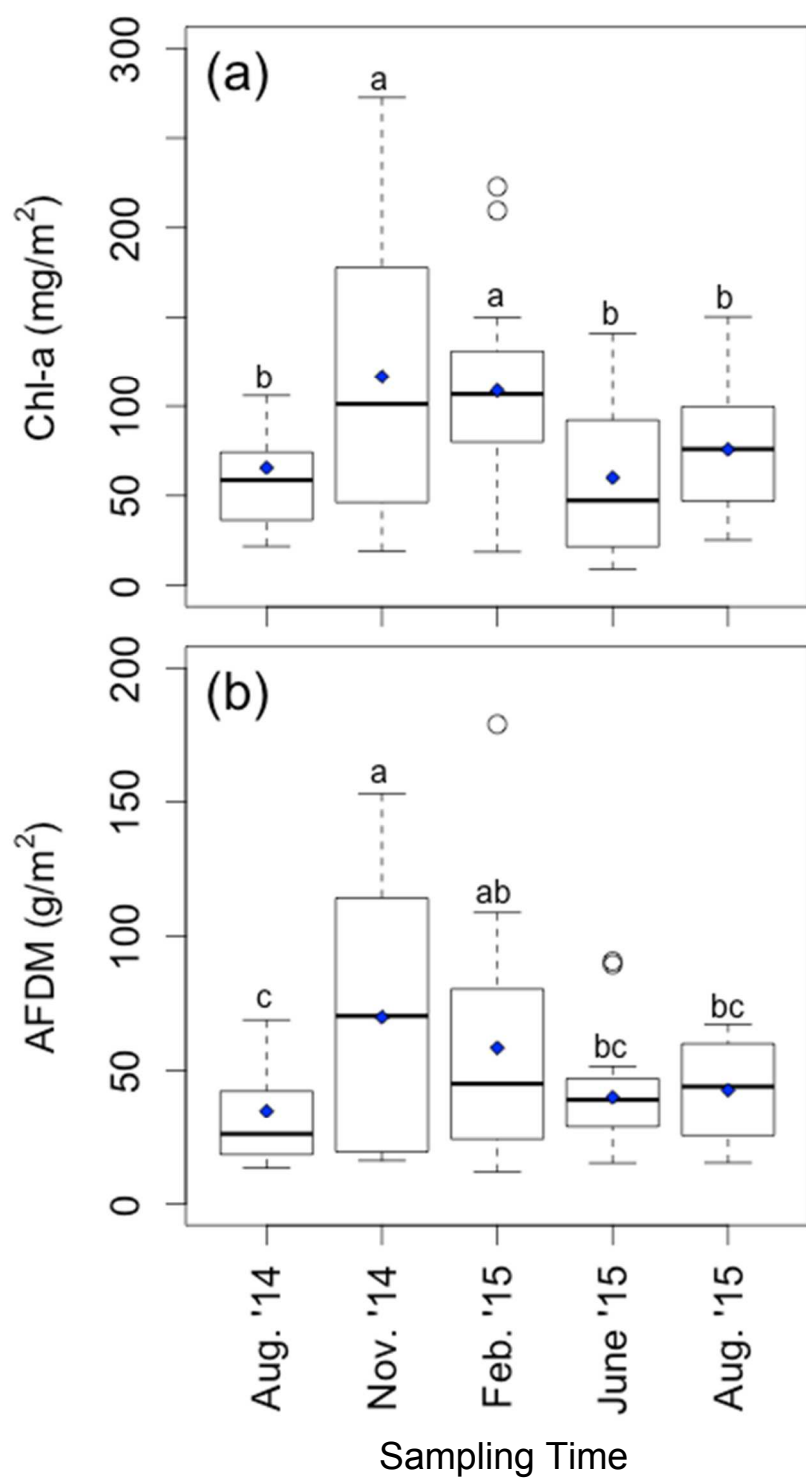 (a)
Chl-a (mg/m²)
300
200
100
50
0
b
a
a
b
b
(b)
AFDM (g/m²)
200
150
100
50
0
c
a
ab
bc
bc
Aug. '14
Nov. '14
Feb. '15
June '15
Aug. '15
Sampling Time